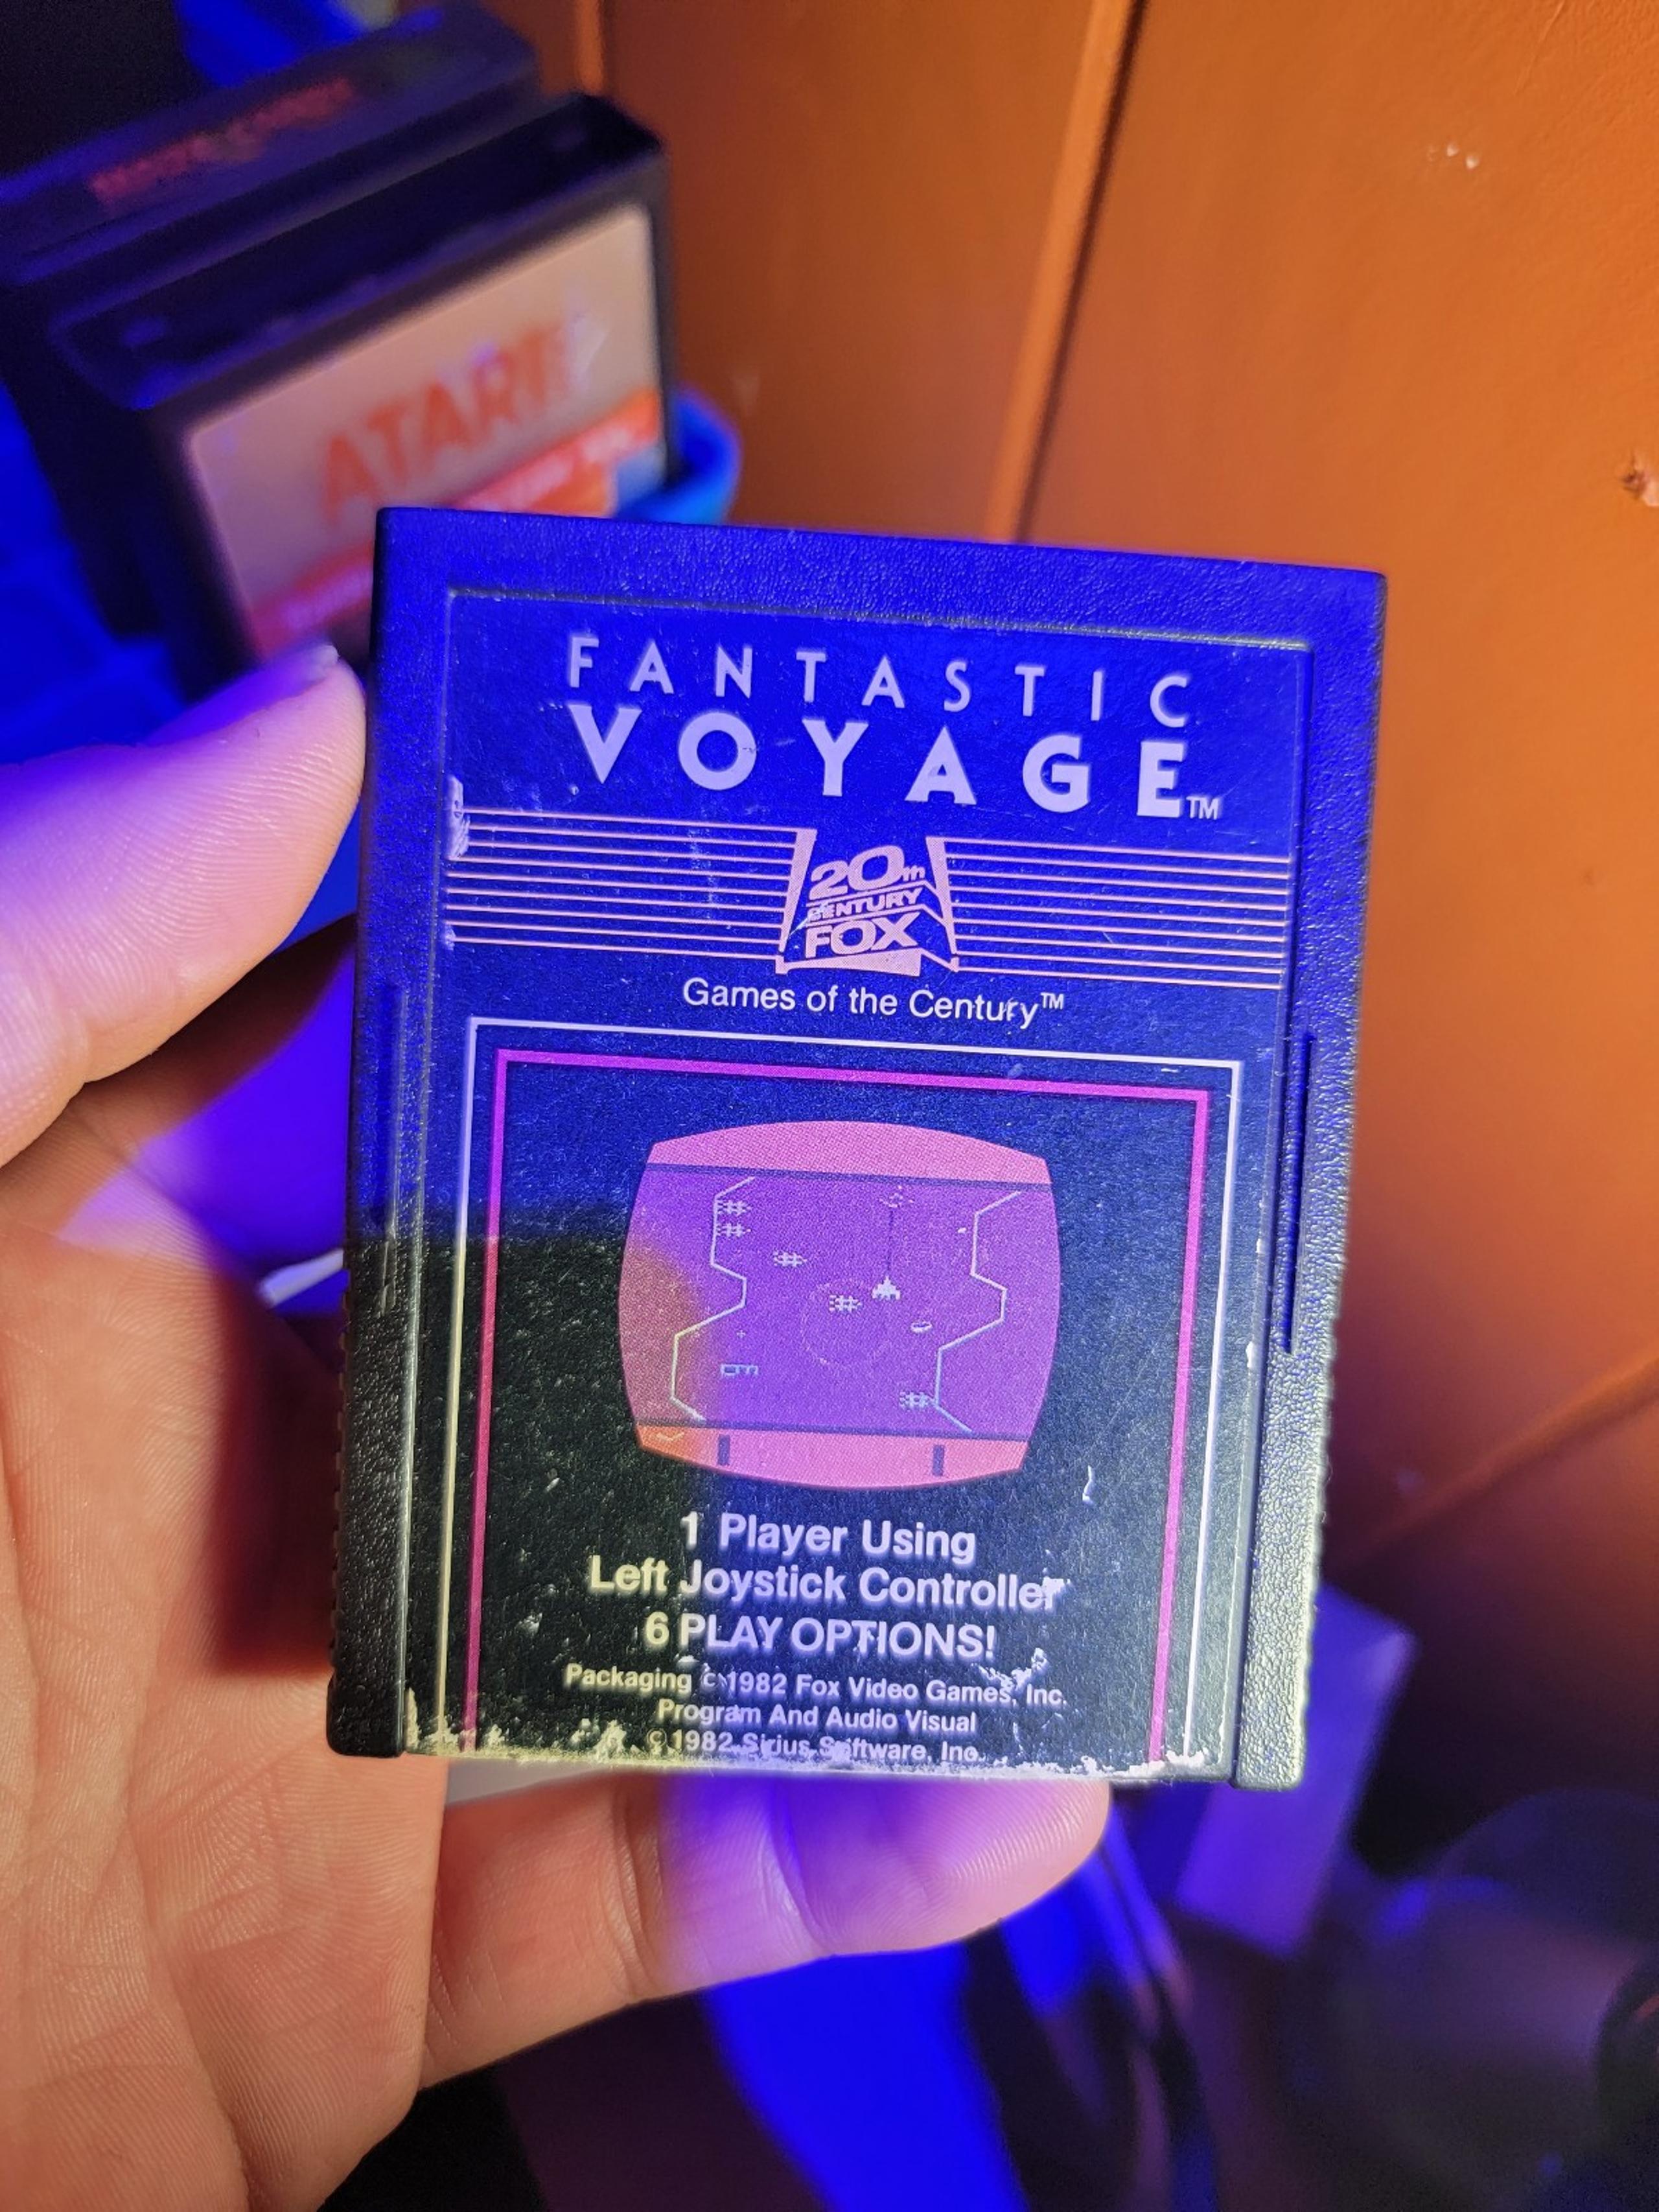 ATARI
FANTASTIC
VOYAGE™
20th
CENTURY
FOX
Games of the Century™
1 Player Using
Left Joystick Controller
6 PLAY OPTIONS!
Packaging ©1982 Fox Video Games, Inc.
Program And Audio Visual
©1982 Sirius Software, Inc.